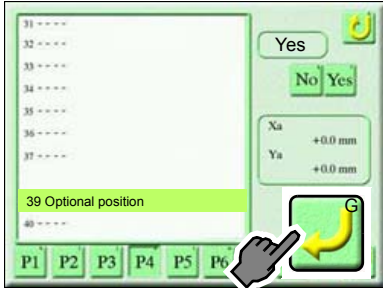 31 ----
32 ----
33 ----
34 ----
35 ----
36 ----
37 ----
39 Optional position
40 ----
Yes
No Yes
Xa
+0.0 mm
Ya
+0.0 mm
G
P1 P2 P3 P4 P5 P6